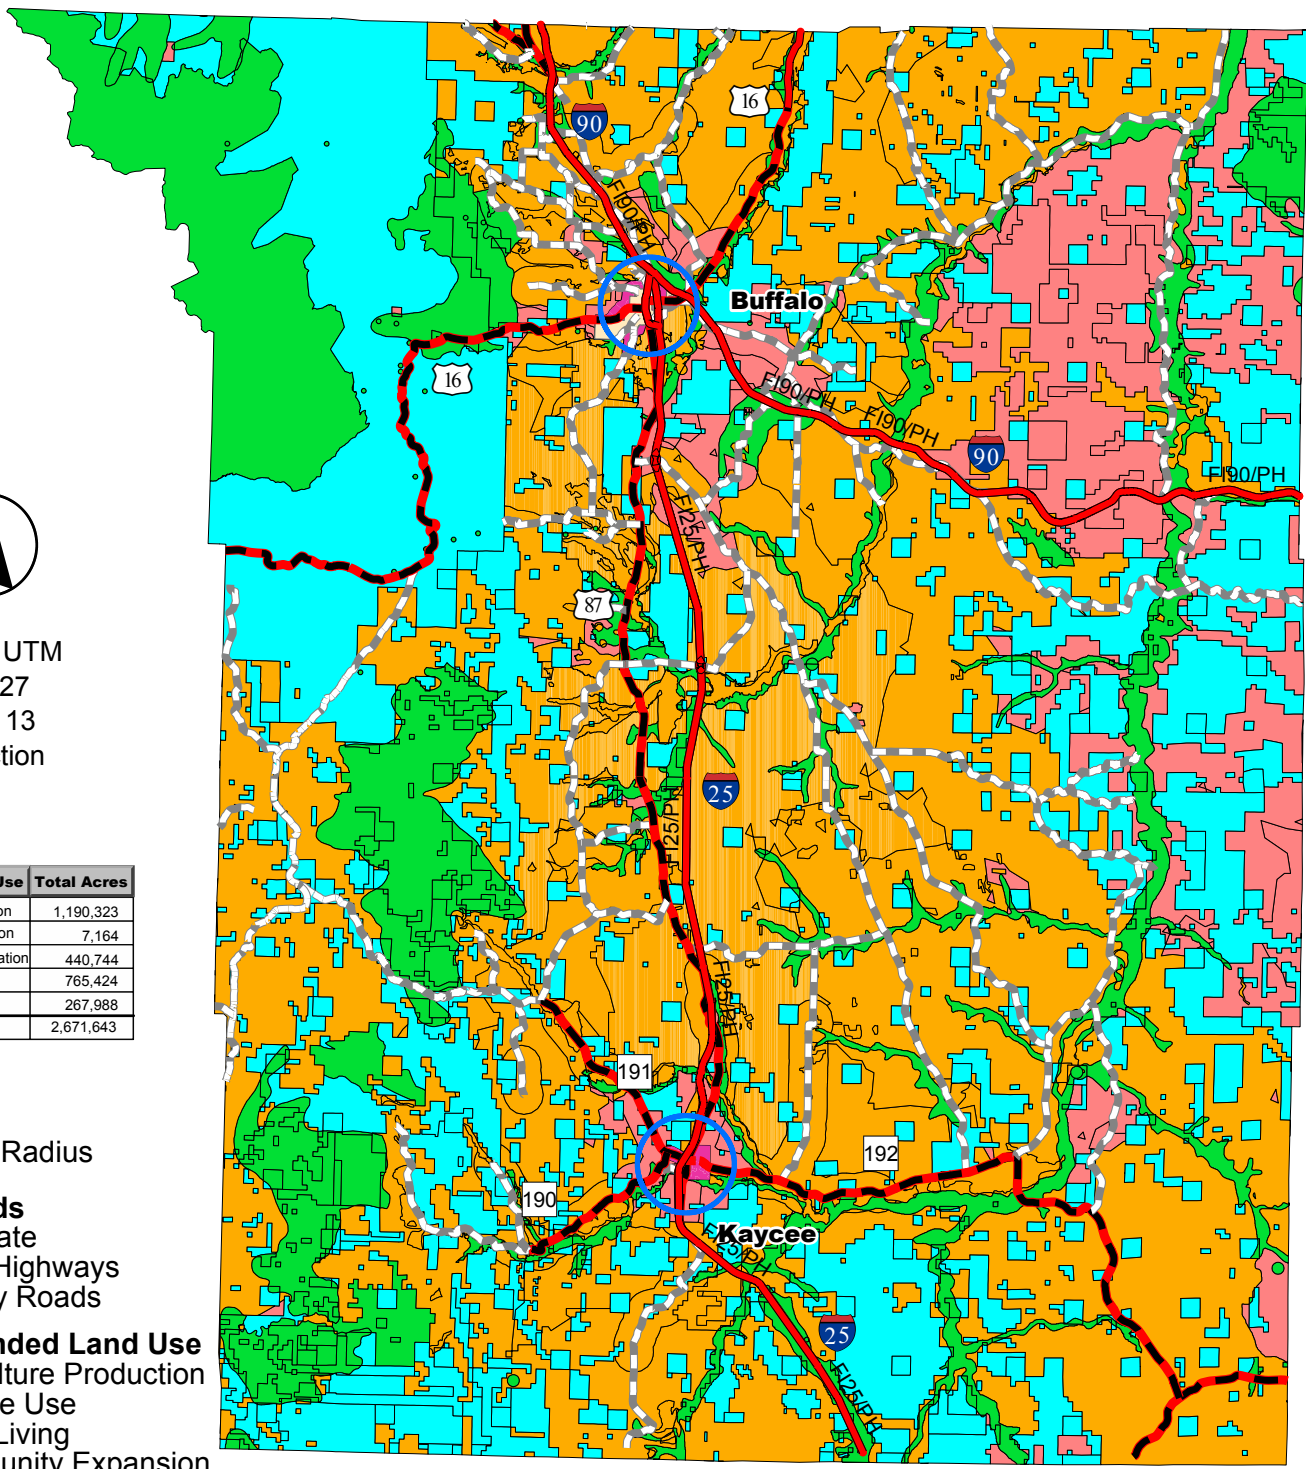 16
90
FI90/PH
Buffalo
16
FI90/PH
FI90/PH
90
FI90/PH
FI25/PH
87
UTM
27
13
tion
25
FI25/PH
Use Total Acres
on 1,190,323
on 7,164
ation 440,744
765,424
267,988
2,671,643
FI25/PH
191
192
190
Radius
ds
ate
Highways
y Roads
Kaycee
FI25/PH
25
FI25/PH
nded Land Use
lture Production
e Use
Living
unity Expansion